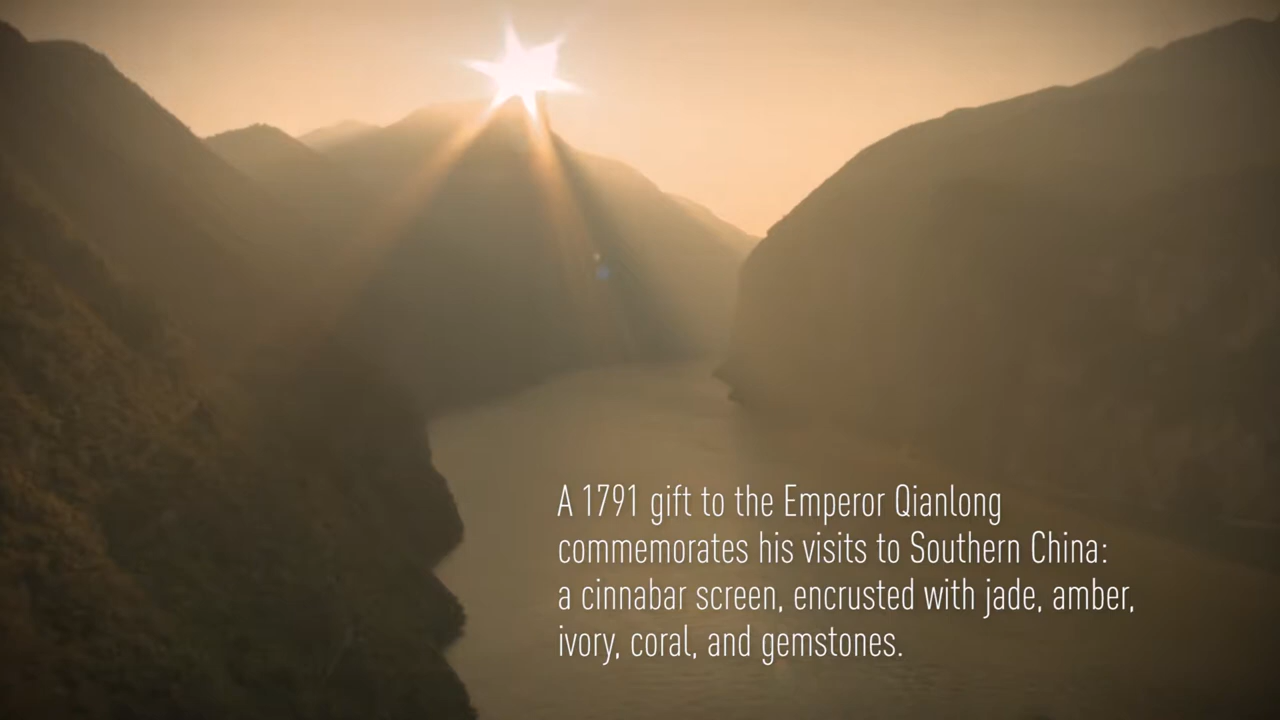 A 1791 gift to the Emperor Qianlong
commemorates his visits to Southern China:
a cinnabar screen, encrusted with jade, amber,
ivory, coral, and gemstones.